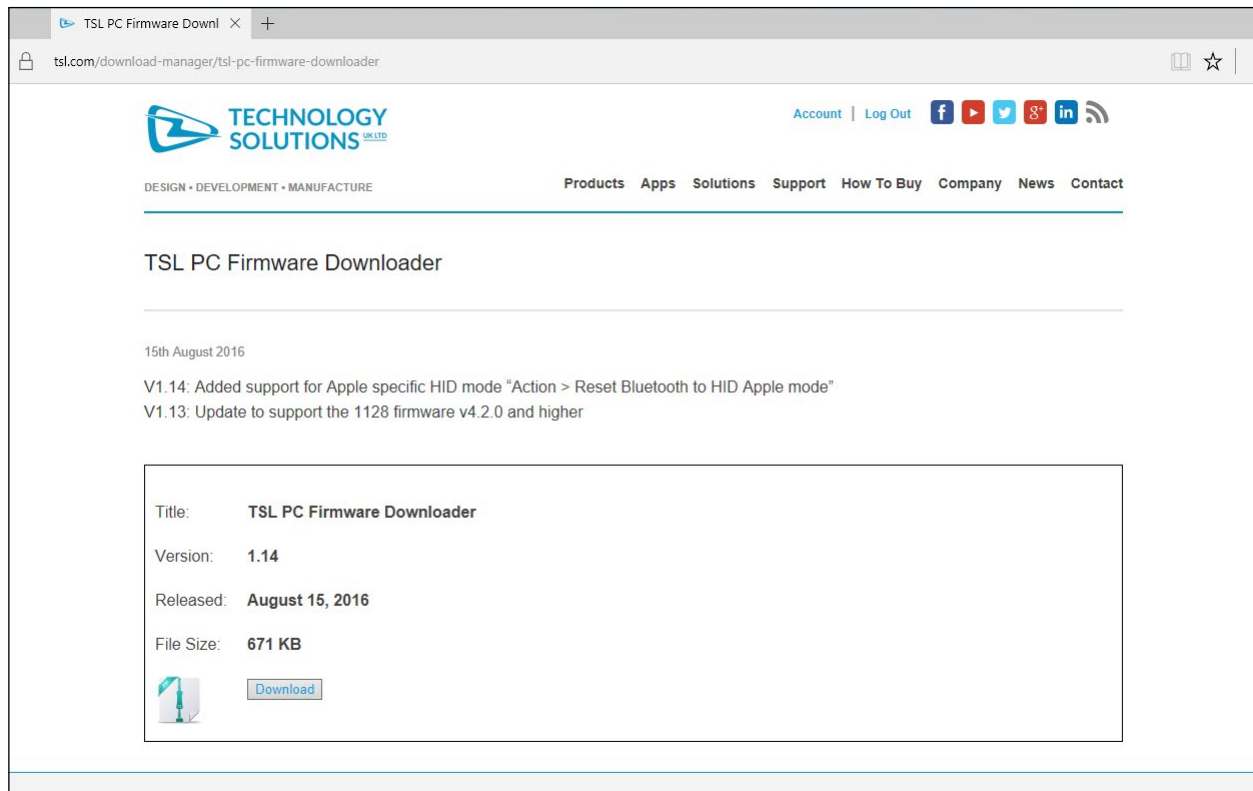 TSL PC Firmware Downl
tsl.com/download-manager/tsl-pc-firmware-downloader
TECHNOLOGY
SOLUTIONS UK LTD
Account | Log Out
DESIGN • DEVELOPMENT • MANUFACTURE
Products Apps Solutions Support How To Buy Company News Contact
TSL PC Firmware Downloader
15th August 2016
V1.14: Added support for Apple specific HID mode “Action > Reset Bluetooth to HID Apple mode”
V1.13: Update to support the 1128 firmware v4.2.0 and higher
Title: TSL PC Firmware Downloader
Version: 1.14
Released: August 15, 2016
File Size: 671 KB
Download